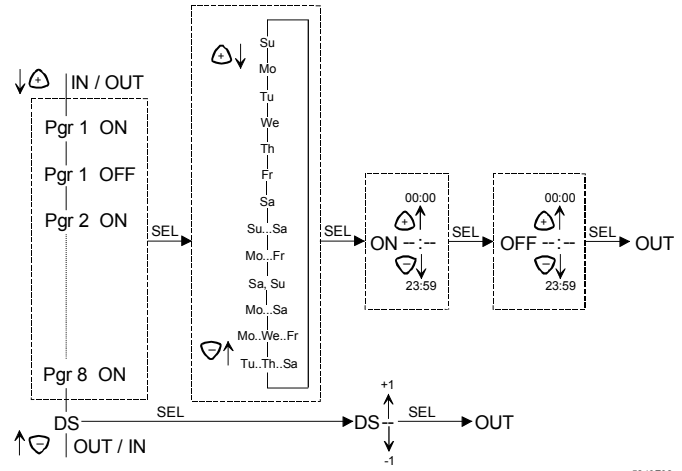 IN / OUT
Pgr 1 ON
Pgr 1 OFF
Pgr 2 ON
Pgr 8 ON
DS
OUT / IN
SEL
+
Su
Mo
Tu
We
Th
Fr
Sa
Su...Sa
Mo...Fr
Sa, Su
Mo...Sa
Mo..We..Fr
Tu..Th..Sa
−
SEL
00:00
+
ON --:--
−
23:59
SEL
00:00
+
OFF --:--
−
23:59
SEL
OUT
SEL
+1
DS--
-1
SEL
OUT